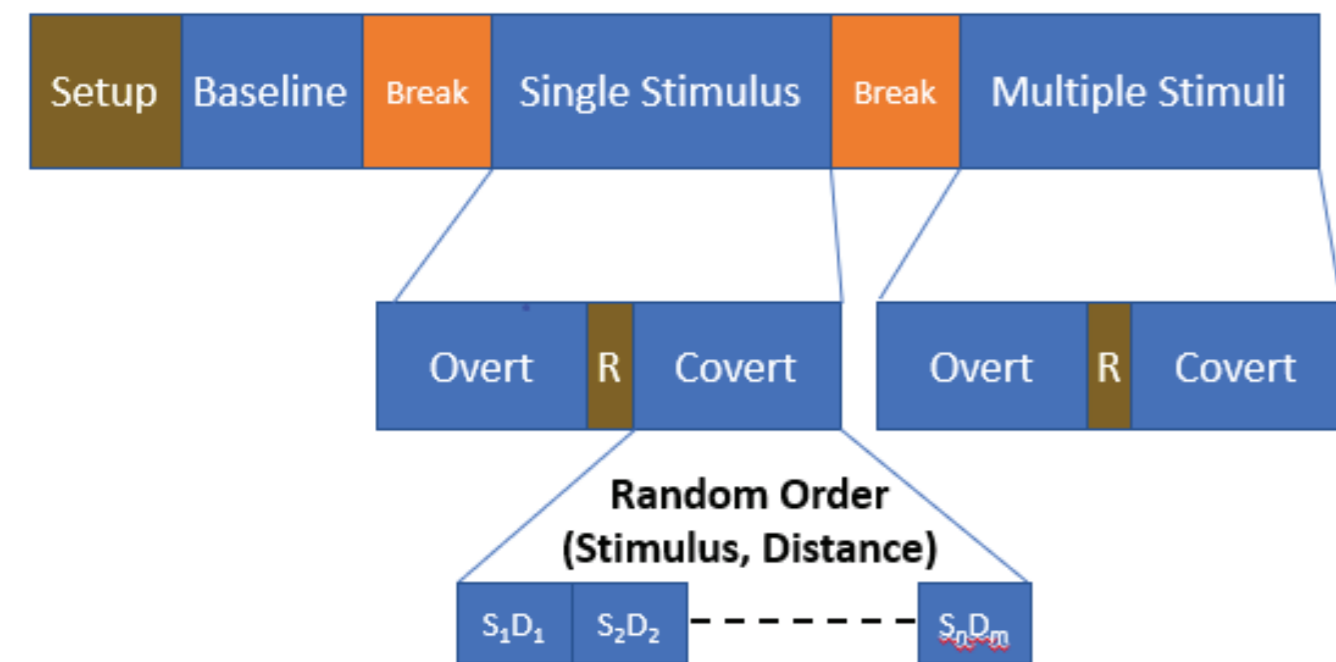 Setup Baseline Break Single Stimulus Break Multiple Stimuli
Overt R Covert Overt R Covert
Random Order
(Stimulus, Distance)
S₁D₁ S₂D₂ SₙDₘ